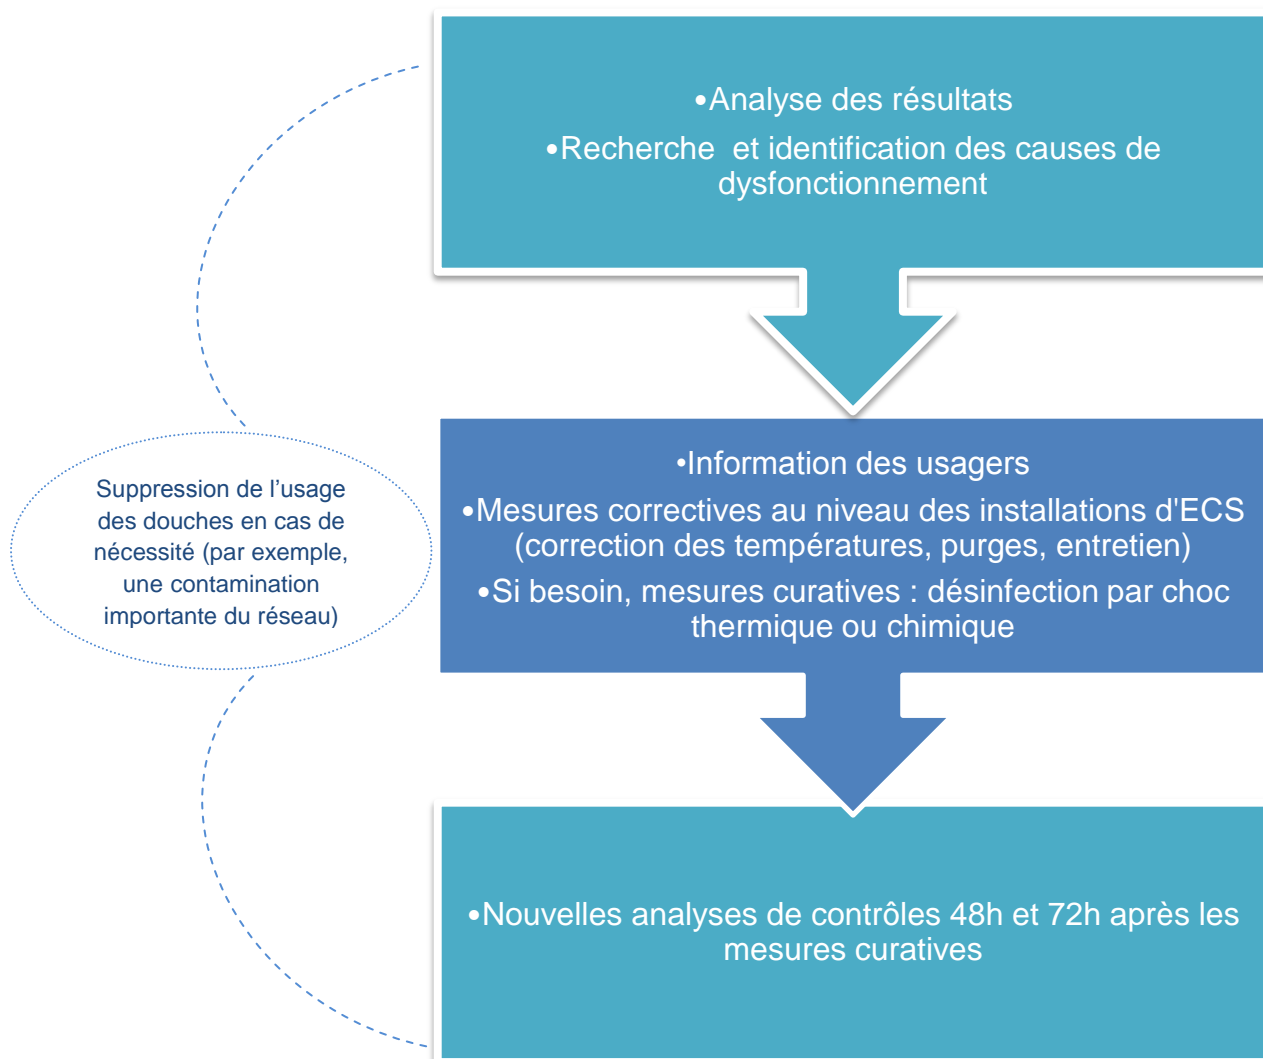 •Analyse des résultats
•Recherche et identification des causes de
dysfonctionnement
Suppression de l’usage
des douches en cas de
nécessité (par exemple,
une contamination
importante du réseau)
•Information des usagers
•Mesures correctives au niveau des installations d'ECS
(correction des températures, purges, entretien)
•Si besoin, mesures curatives : désinfection par choc
thermique ou chimique
•Nouvelles analyses de contrôles 48h et 72h après les
mesures curatives